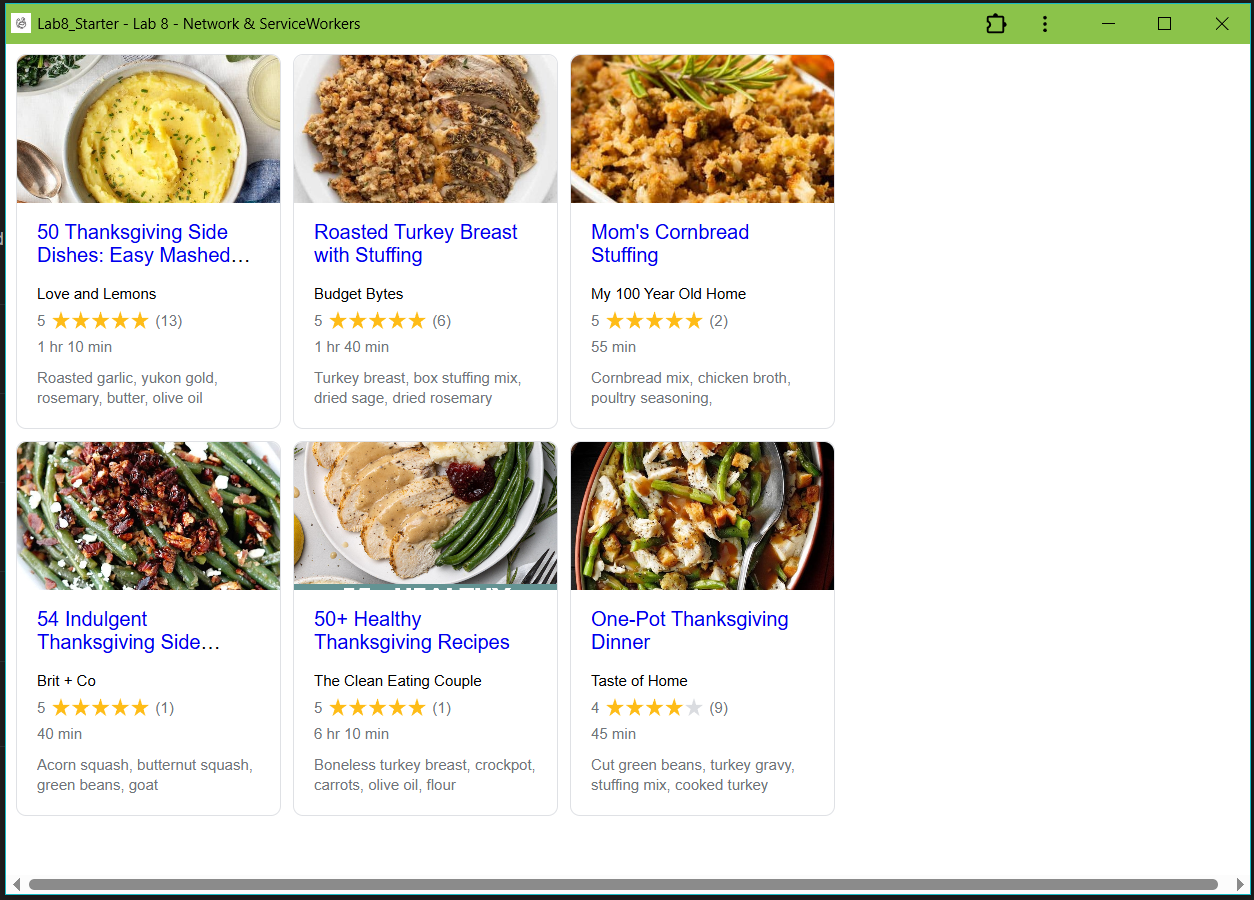 Lab8_Starter - Lab 8 - Network & ServiceWorkers
50 Thanksgiving Side
Dishes: Easy Mashed…
Love and Lemons
5 ★★★★★ (13)
1 hr 10 min
Roasted garlic, yukon gold,
rosemary, butter, olive oil
Roasted Turkey Breast
with Stuffing
Budget Bytes
5 ★★★★★ (6)
1 hr 40 min
Turkey breast, box stuffing mix,
dried sage, dried rosemary
Mom's Cornbread
Stuffing
My 100 Year Old Home
5 ★★★★★ (2)
55 min
Cornbread mix, chicken broth,
poultry seasoning,
54 Indulgent
Thanksgiving Side…
Brit + Co
5 ★★★★★ (1)
40 min
Acorn squash, butternut squash,
green beans, goat
50+ Healthy
Thanksgiving Recipes
The Clean Eating Couple
5 ★★★★★ (1)
6 hr 10 min
Boneless turkey breast, crockpot,
carrots, olive oil, flour
One-Pot Thanksgiving
Dinner
Taste of Home
4 ★★★★★ (9)
45 min
Cut green beans, turkey gravy,
stuffing mix, cooked turkey